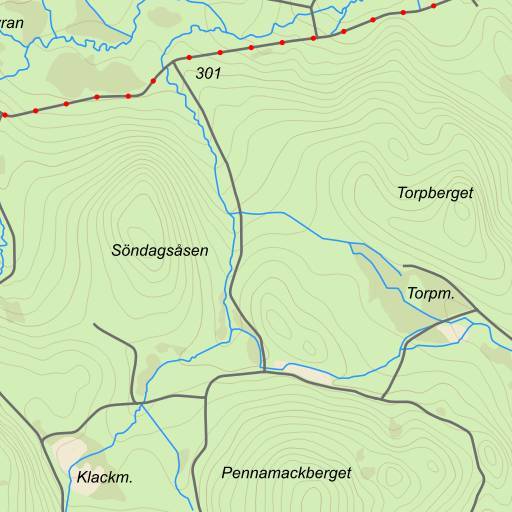 ran
301
Torpberget
Söndagsåsen
Torpm.
Pennamackberget
Klackm.